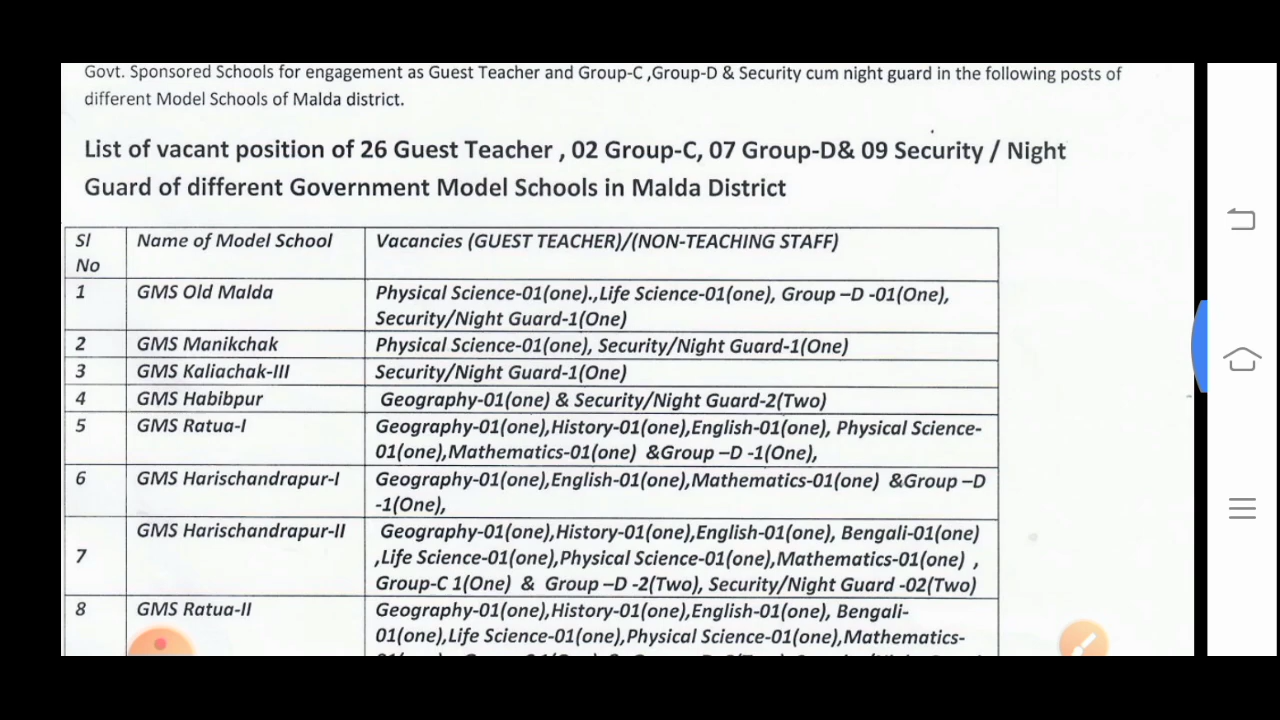 Govt. Sponsored Schools for engagement as Guest Teacher and Group-C ,Group-D & Security cum night guard in the following posts of
different Model Schools of Malda district.
List of vacant position of 26 Guest Teacher , 02 Group-C, 07 Group-D& 09 Security / Night
Guard of different Government Model Schools in Malda District
Sl No Name of Model School Vacancies (GUEST TEACHER)/(NON-TEACHING STAFF)
1 GMS Old Malda Physical Science-01(one).,Life Science-01(one), Group –D -01(One),
Security/Night Guard-1(One)
2 GMS Manikchak Physical Science-01(one), Security/Night Guard-1(One)
3 GMS Kaliachak-III Security/Night Guard-1(One)
4 GMS Habibpur Geography-01(one) & Security/Night Guard-2(Two)
5 GMS Ratua-I Geography-01(one),History-01(one),English-01(one), Physical Science-
01(one),Mathematics-01(one) &Group –D -1(One),
6 GMS Harischandrapur-I Geography-01(one),English-01(one),Mathematics-01(one) &Group –D
-1(One),
7 GMS Harischandrapur-II Geography-01(one),History-01(one),English-01(one), Bengali-01(one)
,Life Science-01(one),Physical Science-01(one),Mathematics-01(one) ,
Group-C 1(One) & Group –D -2(Two), Security/Night Guard -02(Two)
8 GMS Ratua-II Geography-01(one),History-01(one),English-01(one), Bengali-
01(one),Life Science-01(one),Physical Science-01(one),Mathematics-